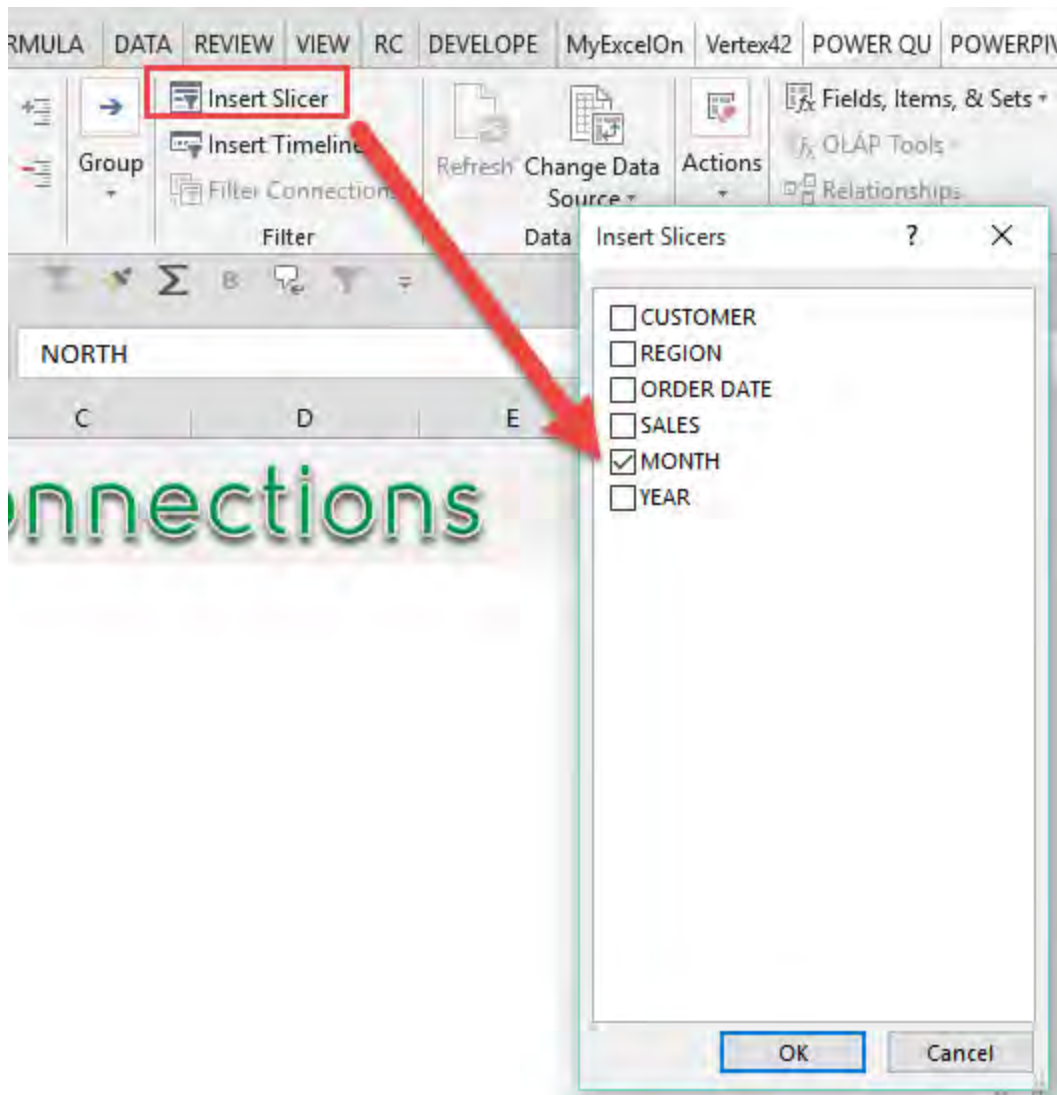 RMULA DATA REVIEW VIEW RC DEVELOPE MyExcelOn Vertex42 POWER QU POWERPIV
Insert Slicer
Insert Timeline
Filter Connections
Group
Filter
Refresh
Change Data
Source
Data
Actions
Fields, Items, & Sets
OLAP Tools
Relationships
Σ B
NORTH
C D E
onnections
Insert Slicers ? X
CUSTOMER
REGION
ORDER DATE
SALES
MONTH
YEAR
OK Cancel